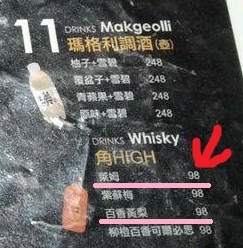 11 DRINKS Makgeolli
瑪格利調酒(壺)
柚子+雪碧 248
覆盆子+雪碧 248
青蘋果+雪碧 248
原味+雪碧 248
DRINKS Whisky
角HIGH
萊姆 98
紫蘇梅 98
百香黃梨 98
柳橙百香可爾必思 98